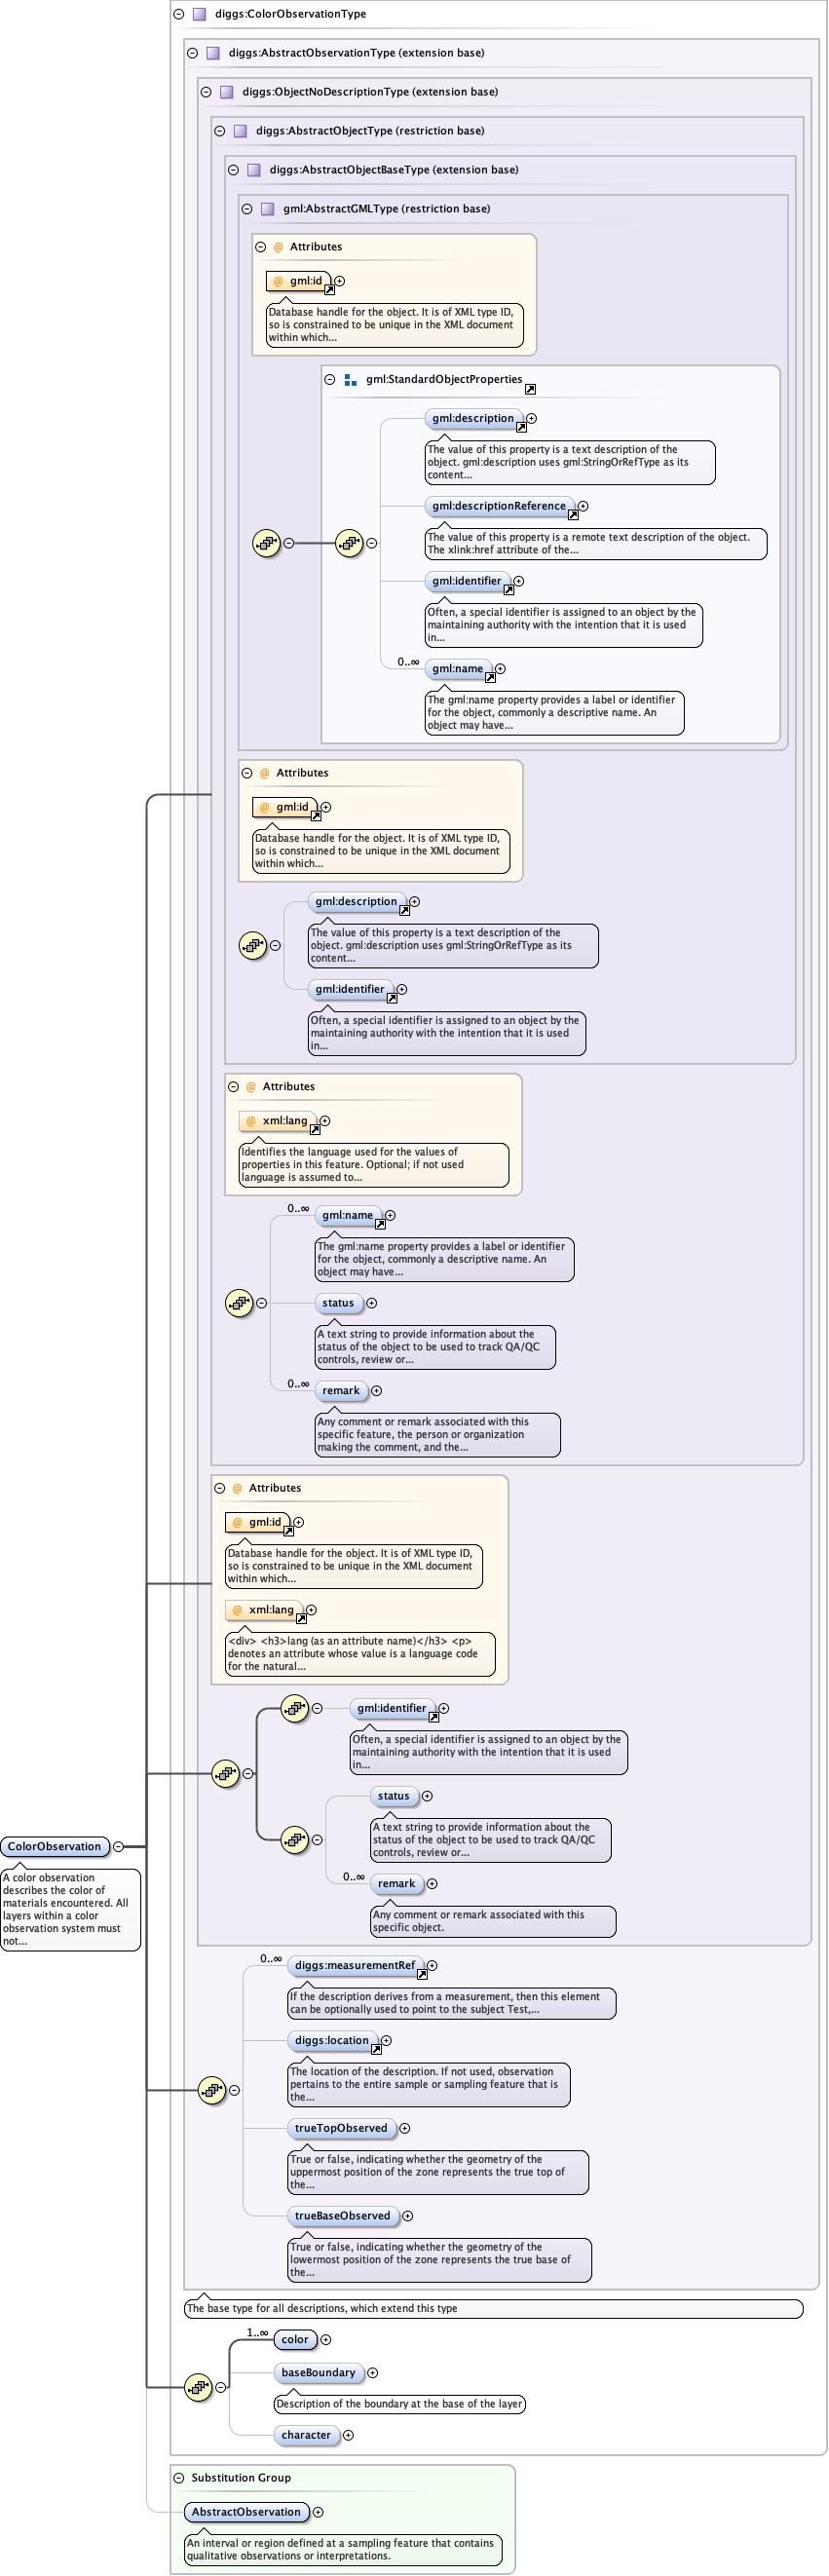 diggs:ColorObservationType
diggs:AbstractObservationType (extension base)
diggs:ObjectNoDescriptionType (extension base)
diggs:AbstractObjectType (restriction base)
diggs:AbstractObjectBaseType (extension base)
gml:AbstractGMLType (restriction base)
@ Attributes
@ gml:id
Database handle for the object. It is of XML type ID,
so is constrained to be unique in the XML document
within which...
gml:StandardObjectProperties
gml:description
The value of this property is a text description of the
object. gml:description uses gml:StringOrRefType as its
content...
gml:descriptionReference
The value of this property is a remote text description of the object.
The xlink:href attribute of the...
gml:identifier
Often, a special identifier is assigned to an object by the
maintaining authority with the intention that it is used
in...
0..∞
gml:name
The gml:name property provides a label or identifier
for the object, commonly a descriptive name. An
object may have...
@ Attributes
@ gml:id
Database handle for the object. It is of XML type ID,
so is constrained to be unique in the XML document
within which...
gml:description
The value of this property is a text description of the
object. gml:description uses gml:StringOrRefType as its
content...
gml:identifier
Often, a special identifier is assigned to an object by the
maintaining authority with the intention that it is used
in...
@ Attributes
@ xml:lang
Identifies the language used for the values of
properties in this feature. Optional; if not used
language is assumed to...
0..∞
gml:name
The gml:name property provides a label or identifier
for the object, commonly a descriptive name. An
object may have...
status
A text string to provide information about the
status of the object to be used to track QA/QC
controls, review or...
0..∞
remark
Any comment or remark associated with this
specific feature, the person or organization
making the comment, and the...
@ Attributes
@ gml:id
Database handle for the object. It is of XML type ID,
so is constrained to be unique in the XML document
within which...
@ xml:lang
<div> <h3>lang (as an attribute name)</h3> <p>
denotes an attribute whose value is a language code
for the natural...
gml:identifier
Often, a special identifier is assigned to an object by the
maintaining authority with the intention that it is used
in...
status
A text string to provide information about the
status of the object to be used to track QA/QC
controls, review or...
0..∞
remark
Any comment or remark associated with this
specific object.
ColorObservation
A color observation
describes the color of
materials encountered. All
layers within a color
observation system must
not...
0..∞
diggs:measurementRef
If the description derives from a measurement, then this element
can be optionally used to point to the subject Test,...
diggs:location
The location of the description. If not used, observation
pertains to the entire sample or sampling feature that is
the...
trueTopObserved
True or false, indicating whether the geometry of the
uppermost position of the zone represents the true top of
the...
trueBaseObserved
True or false, indicating whether the geometry of the
lowermost position of the zone represents the true base of
the...
The base type for all descriptions, which extend this type
1..∞
color
baseBoundary
Description of the boundary at the base of the layer
character
Substitution Group
AbstractObservation
An interval or region defined at a sampling feature that contains
qualitative observations or interpretations.